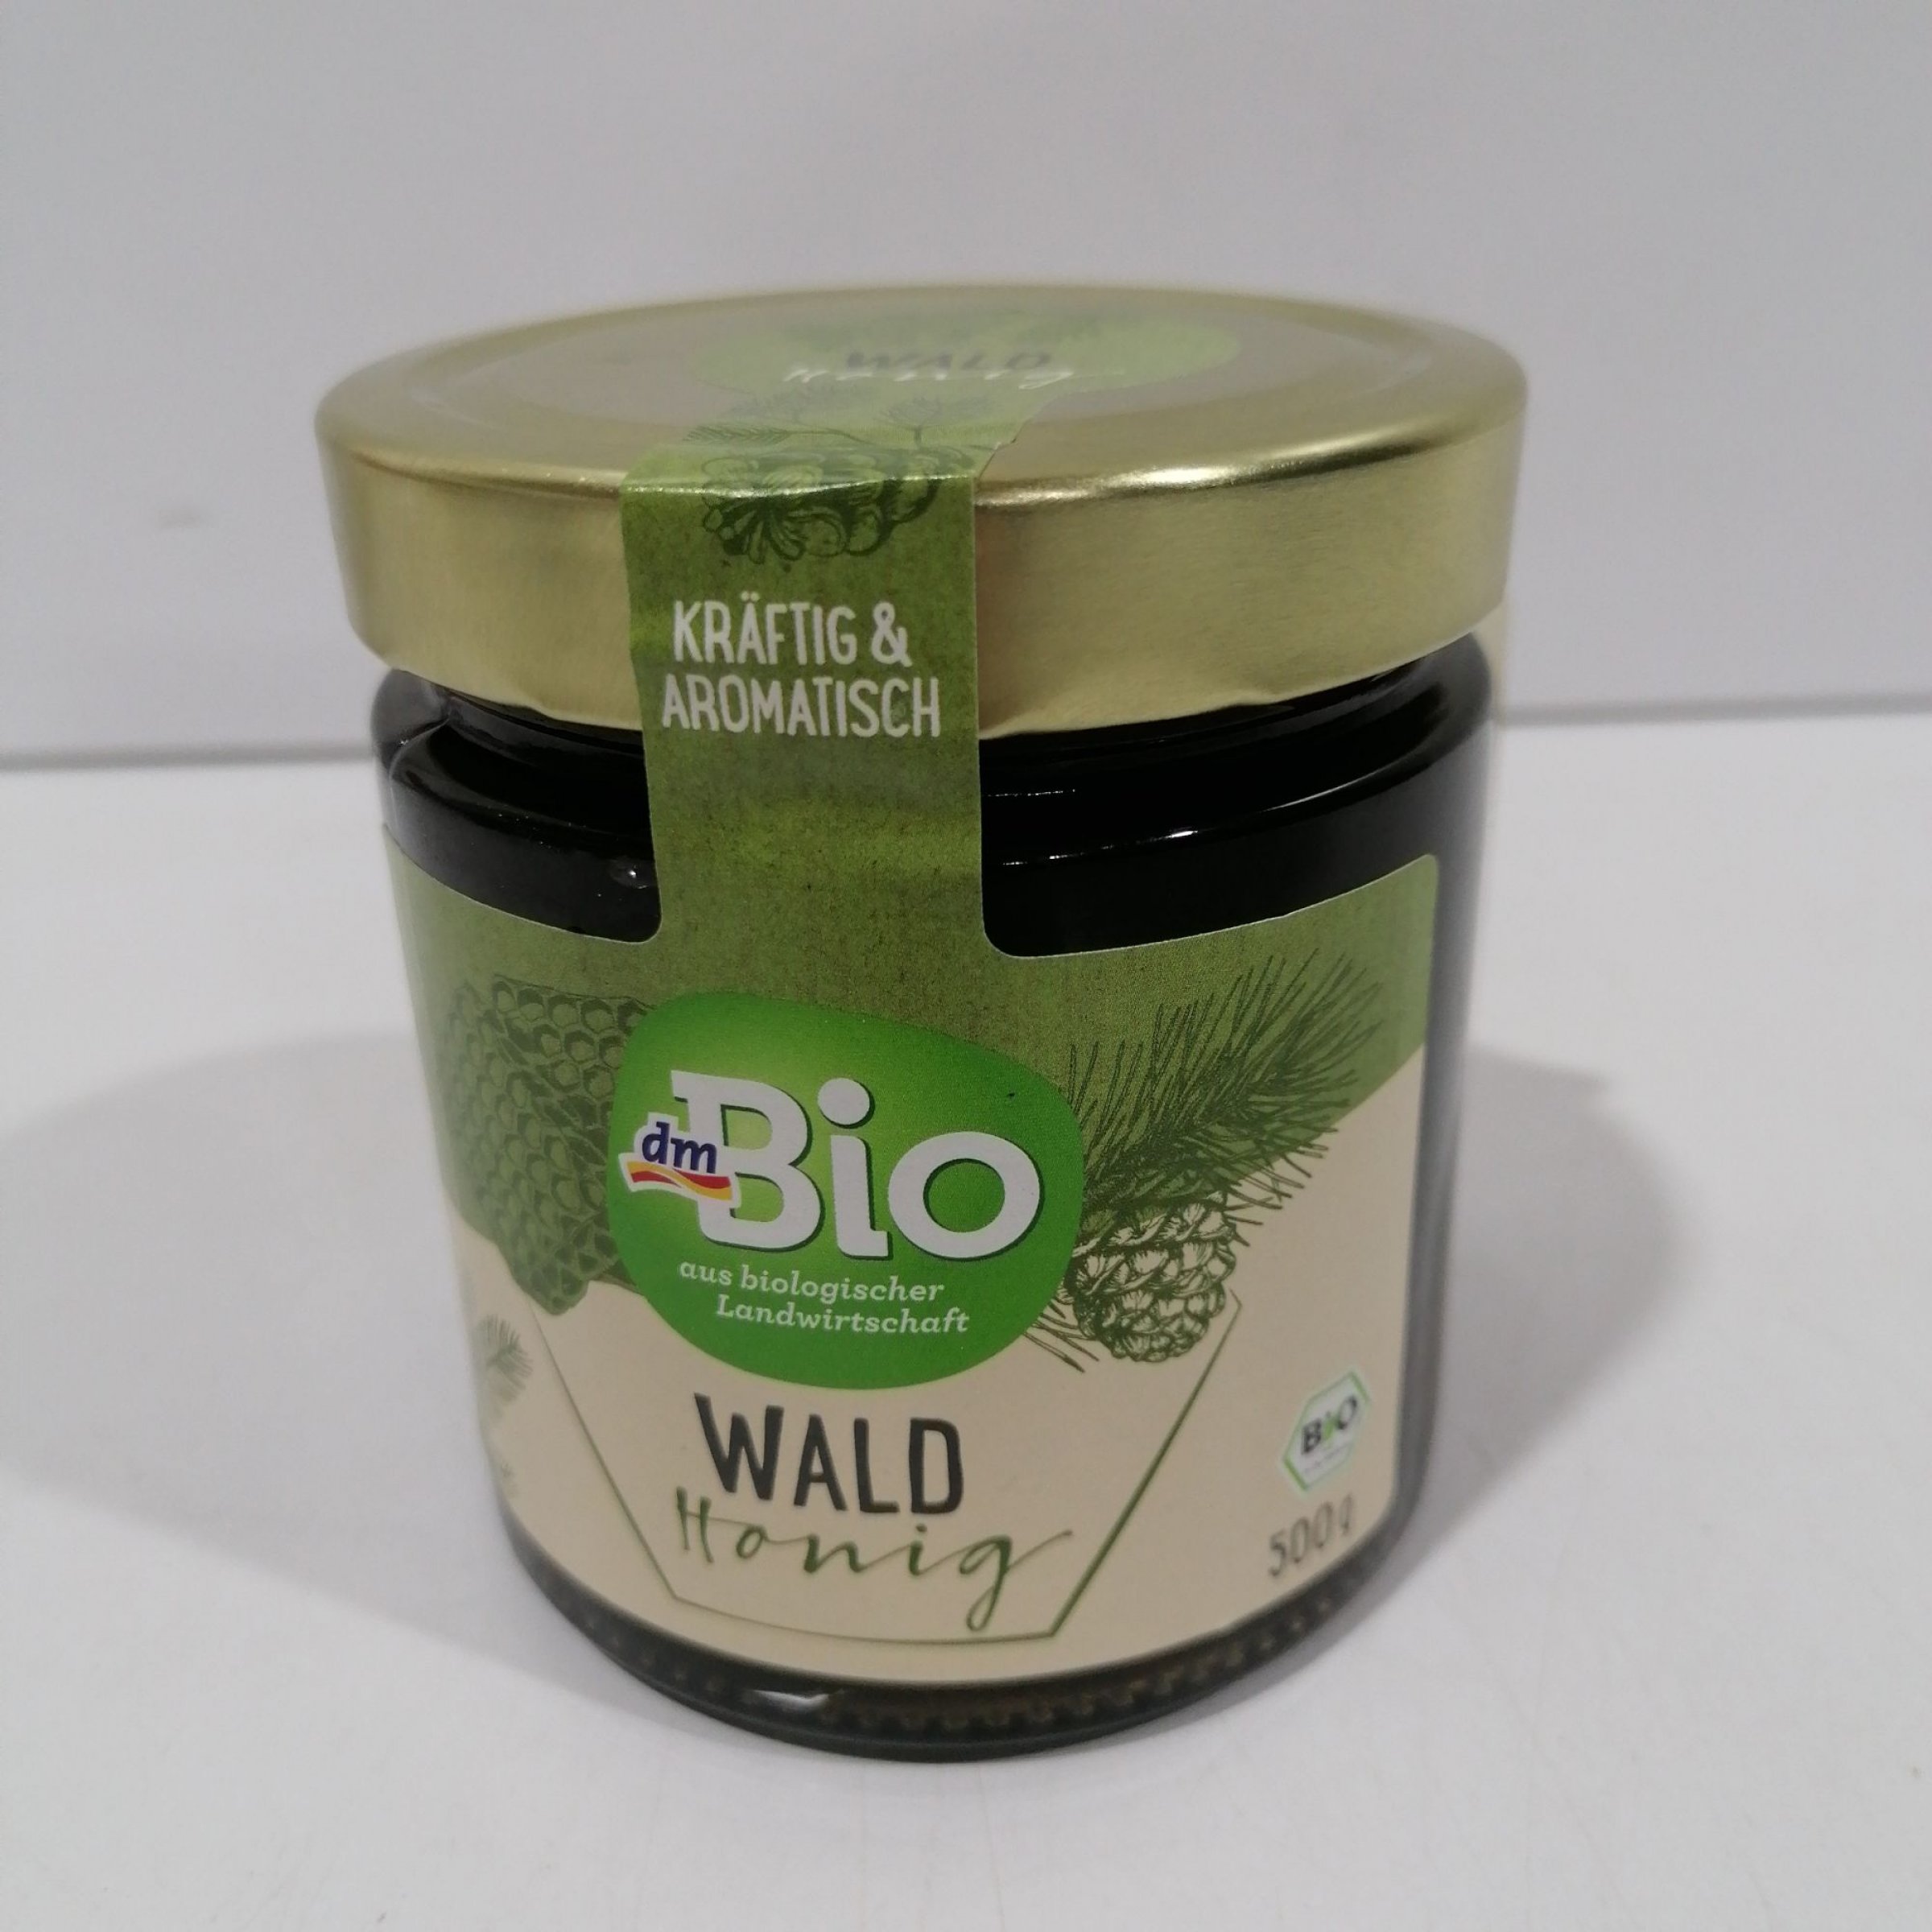 WALD
Honig
KRÄFTIG &
AROMATISCH
dm
Bio
aus biologischer
Landwirtschaft
WALD
Honig
BIO
500g